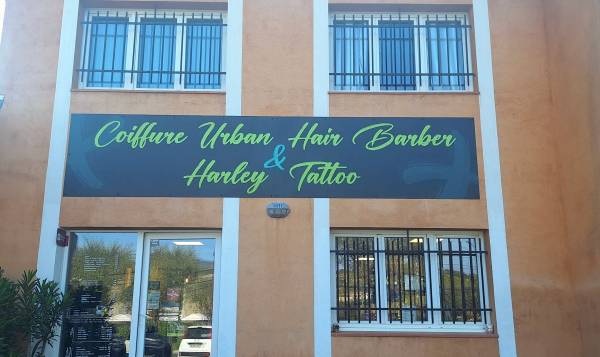 Coiffure Urban Hair Barber
&
Harley Tattoo